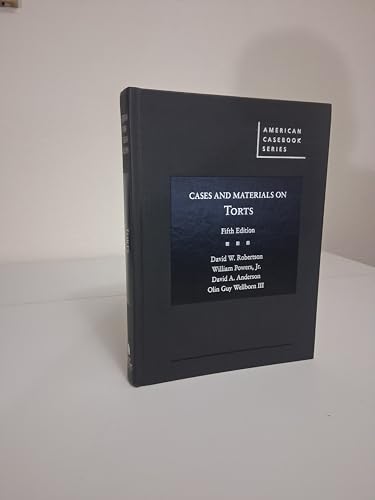 AMERICAN
CASEBOOK
SERIES
CASES AND MATERIALS ON
TORTS
Fifth Edition
David W. Robertson
William Powers, Jr.
David A. Anderson
Olin Guy Wellborn III
TORTS